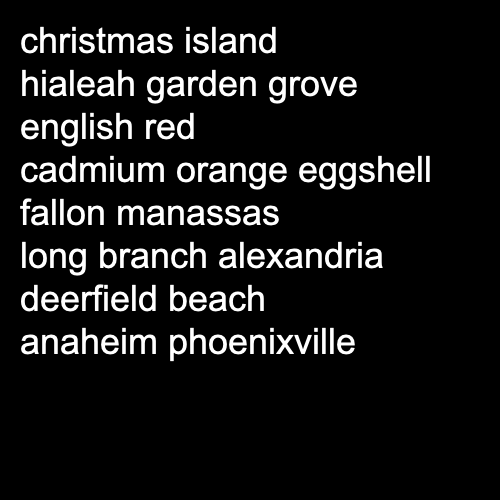 christmas island
hialeah garden grove
english red
cadmium orange eggshell
fallon manassas
long branch alexandria
deerfield beach
anaheim phoenixville